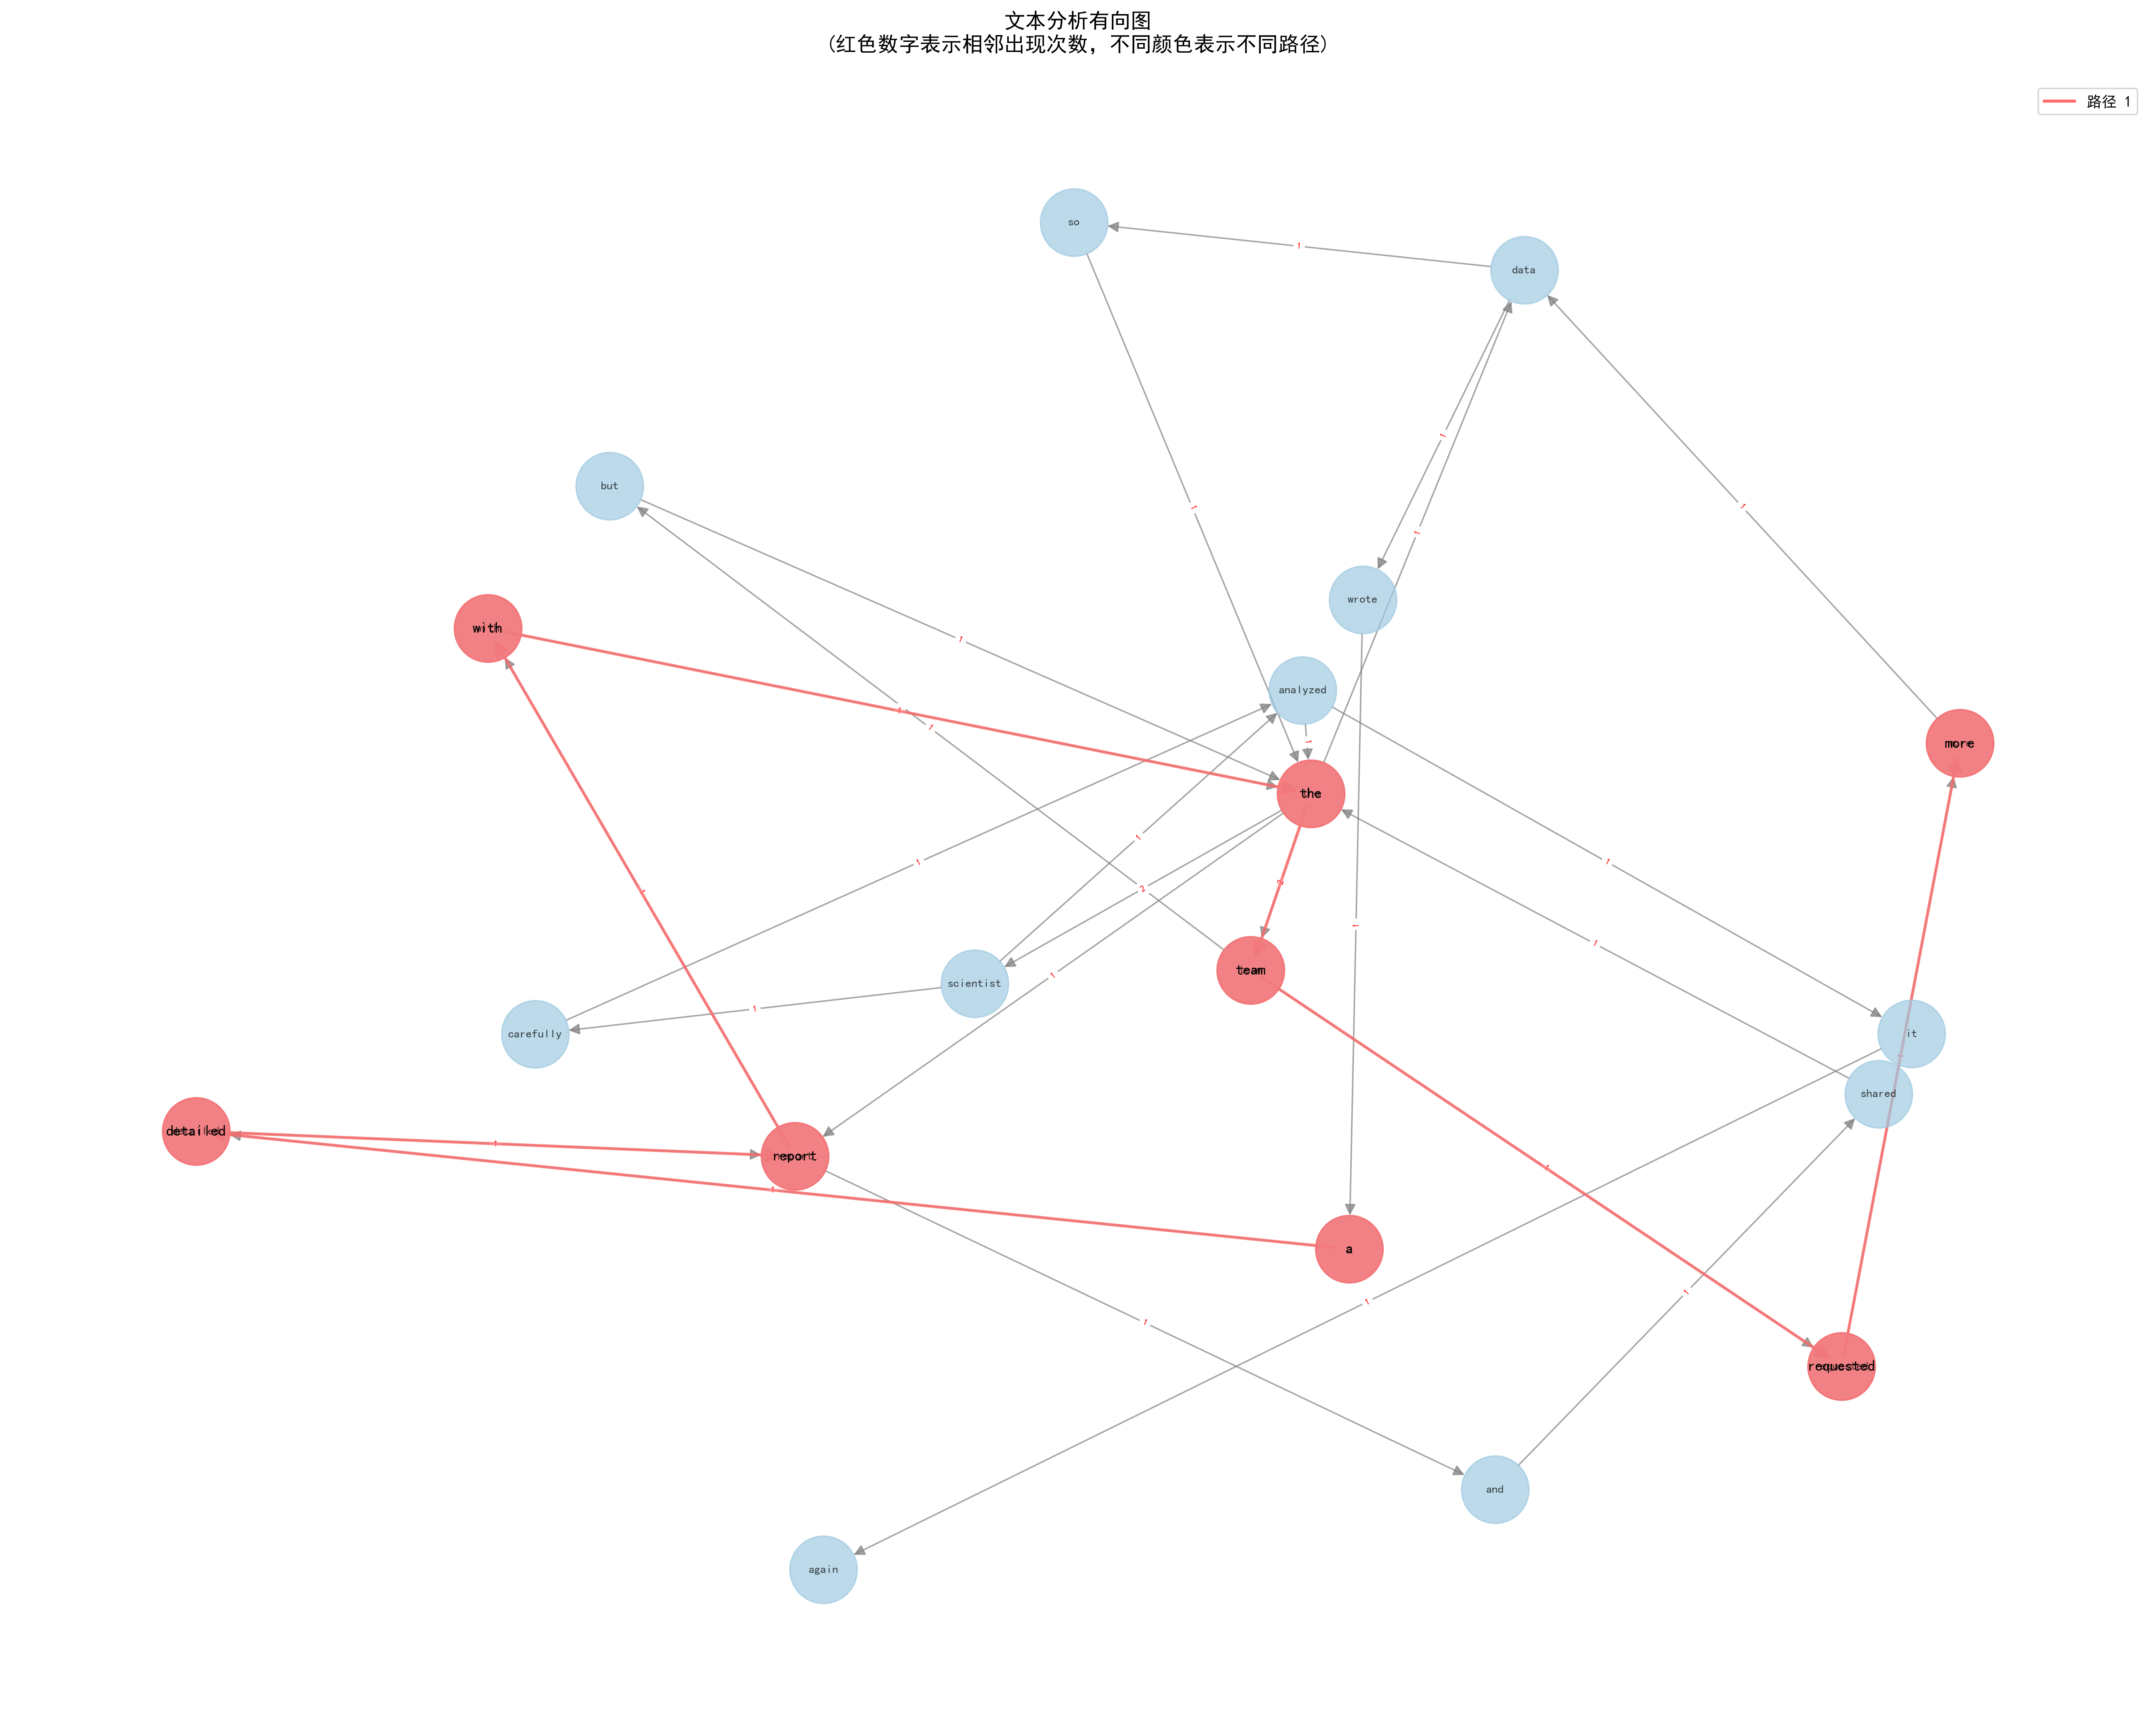 文本分析有向图
(红色数字表示相邻出现次数，不同颜色表示不同路径)
路径 1
so
data
1
1
but
1
1
1
wrote
with
1
analyzed
1
1
1
more
the
1
1
1
2
2
1
1
1
team
1
scientist
1
carefully
it
1
shared
detailed
1
report
1
1
a
1
1
1
requested
and
again